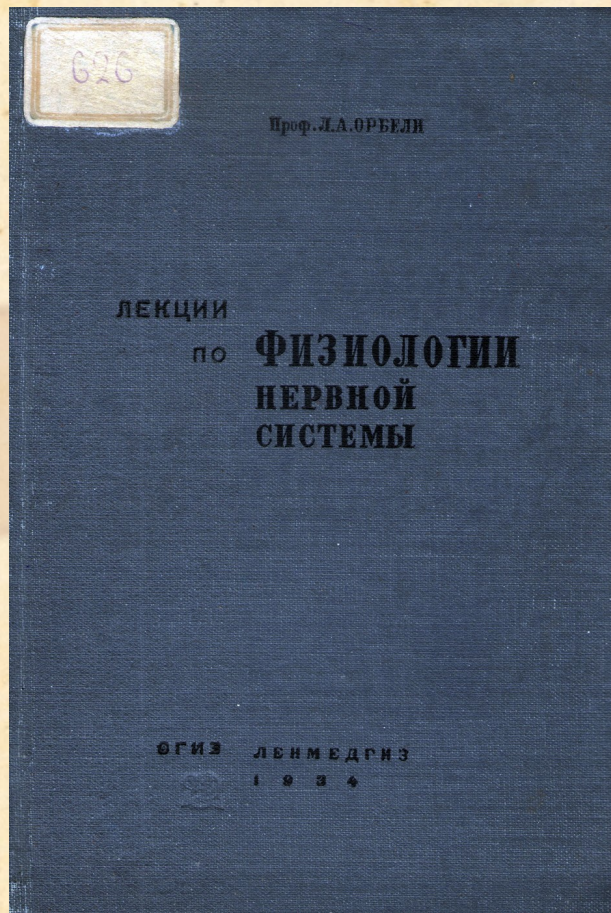 626
Проф. Л. А. ОРБЕЛИ
ЛЕКЦИИ
ПО ФИЗИОЛОГИИ
НЕРВНОЙ
СИСТЕМЫ
ОГИЗ ЛЕНМЕДГИЗ
1934